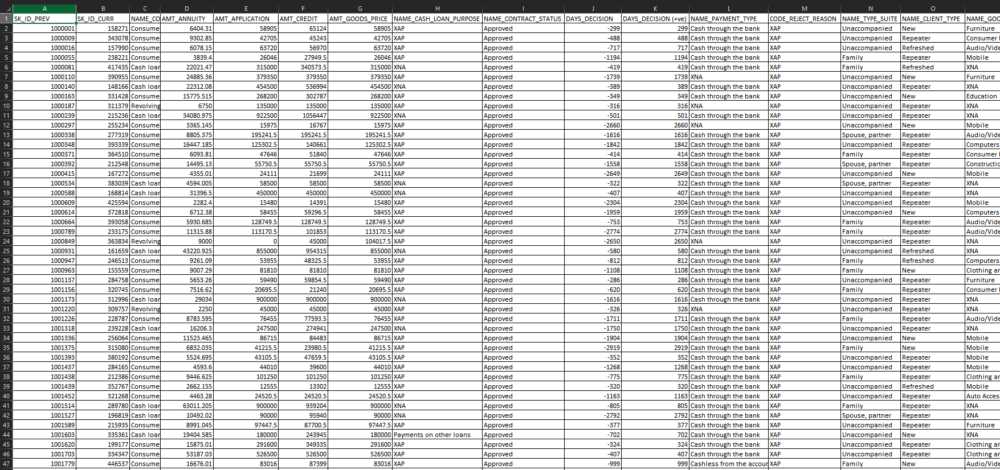 A B C D E F G H I J K L M N O
1 SK_ID_PREV SK_ID_CURR NAME_CO AMT_ANNUITY AMT_APPLICATION AMT_CREDIT AMT_GOODS_PRICE NAME_CASH_LOAN_PURPOSE NAME_CONTRACT_STATUS DAYS_DECISION DAYS_DECISION (+ve) NAME_PAYMENT_TYPE CODE_REJECT_REASON NAME_TYPE_SUITE NAME_CLIENT_TYPE NAME_GOO
2 1000001 158271 Consume 6404.31 58905 65124 58905 XAP Approved -299 299 Cash through the bank XAP Unaccompanied New Furniture
3 1000009 343078 Consume 9302.85 42705 45243 42705 XAP Approved -488 488 Cash through the bank XAP Unaccompanied Repeater Consumer
4 1000016 157990 Consume 6078.15 63720 56970 63720 XAP Approved -717 717 Cash through the bank XAP Unaccompanied Refreshed Audio/Vide
5 1000055 238221 Consume 3839.4 26046 27949.5 26046 XAP Approved -1194 1194 Cash through the bank XAP Family Repeater Mobile
6 1000081 417435 Cash loar 22021.47 315000 340573.5 315000 XNA Approved -419 419 Cash through the bank XAP Family Refreshed XNA
7 1000110 390955 Consume 24885.36 379350 379350 379350 XAP Approved -1739 1739 XNA XAP Unaccompanied New Furniture
8 1000140 148166 Cash loar 22312.08 454500 536994 454500 XNA Approved -389 389 Cash through the bank XAP Unaccompanied Repeater XNA
9 1000163 331428 Consume 15775.515 268200 302787 268200 XAP Approved -349 349 Cash through the bank XAP Unaccompanied New Education
10 1000187 311379 Revolving 6750 135000 135000 135000 XAP Approved -316 316 XNA XAP Unaccompanied Repeater XNA
11 1000239 215236 Cash loar 34080.975 922500 1056447 922500 XNA Approved -501 501 Cash through the bank XAP Unaccompanied Repeater XNA
12 1000297 255234 Consume 3365.145 15975 16767 15975 XAP Approved -2660 2660 XNA XAP Unaccompanied New Mobile
13 1000338 277319 Consume 8805.375 195241.5 195241.5 195241.5 XAP Approved -1616 1616 Cash through the bank XAP Spouse, partner Repeater Audio/Vide
14 1000348 393339 Consume 16447.185 125302.5 140661 125302.5 XAP Approved -1842 1842 Cash through the bank XAP Unaccompanied Repeater Computers
15 1000371 364510 Consume 6093.81 47646 51840 47646 XAP Approved -414 414 Cash through the bank XAP Family Repeater Consumer
16 1000392 212548 Consume 14495.13 55750.5 55750.5 55750.5 XAP Approved -1558 1558 Cash through the bank XAP Spouse, partner Repeater Constructic
17 1000415 167272 Consume 4355.01 24111 21699 24111 XAP Approved -2649 2649 Cash through the bank XAP Unaccompanied New Mobile
18 1000534 383039 Cash loar 4594.005 58500 58500 58500 XNA Approved -322 322 Cash through the bank XAP Spouse, partner Repeater XNA
19 1000588 168814 Cash loar 31396.5 450000 450000 450000 XNA Approved -407 407 Cash through the bank XAP Unaccompanied Repeater XNA
20 1000609 425594 Consume 2282.4 15480 14391 15480 XAP Approved -2304 2304 Cash through the bank XAP Unaccompanied Repeater Mobile
21 1000614 372818 Consume 6712.38 58455 59296.5 58455 XAP Approved -1959 1959 Cash through the bank XAP Unaccompanied New Computers
22 1000664 393058 Consume 5930.685 128749.5 128749.5 128749.5 XAP Approved -753 753 Cash through the bank XAP Family Repeater Audio/Vide
23 1000789 233175 Consume 11315.88 113170.5 101853 113170.5 XAP Approved -2774 2774 Cash through the bank XAP Family Repeater Audio/Vide
24 1000849 363834 Revolving 9000 0 45000 104017.5 XAP Approved -2650 2650 XNA XAP Unaccompanied Repeater XNA
25 1000931 161659 Cash loar 43220.925 855000 954315 855000 XNA Approved -580 580 Cash through the bank XAP Unaccompanied Refreshed XNA
26 1000947 246513 Consume 9261.09 53955 48325.5 53955 XAP Approved -812 812 Cash through the bank XAP Family Refreshed Computers
27 1000963 155559 Consume 9007.29 81810 81810 81810 XAP Approved -1108 1108 Cash through the bank XAP Family New Clothing ar
28 1001137 284758 Consume 5653.26 59490 59854.5 59490 XAP Approved -286 286 Cash through the bank XAP Unaccompanied Repeater Furniture
29 1001156 320745 Consume 7516.62 20695.5 21240 20695.5 XAP Approved -620 620 Cash through the bank XAP Family Repeater Consumer
30 1001173 312996 Cash loar 29034 900000 900000 900000 XNA Approved -1616 1616 Cash through the bank XAP Unaccompanied Repeater XNA
31 1001220 309757 Revolving 2250 45000 45000 45000 XAP Approved -326 326 XNA XAP Unaccompanied Repeater XNA
32 1001226 228787 Consume 8783.595 76455 77593.5 76455 XAP Approved -1711 1711 Cash through the bank XAP Family Repeater Audio/Vide
33 1001318 239228 Cash loar 16206.3 247500 274941 247500 XNA Approved -1750 1750 Cash through the bank XAP Unaccompanied Repeater XNA
34 1001336 256064 Consume 11523.465 86715 84483 86715 XAP Approved -1904 1904 Cash through the bank XAP Unaccompanied New Mobile
35 1001375 315080 Consume 6832.035 41215.5 23980.5 41215.5 XAP Approved -2919 2919 Cash through the bank XAP Family New Mobile
36 1001393 380192 Consume 5524.695 43105.5 47659.5 43105.5 XAP Approved -352 352 Cash through the bank XAP Unaccompanied Repeater Mobile
37 1001437 284165 Consume 4593.6 44010 39600 44010 XAP Approved -1268 1268 Cash through the bank XAP Unaccompanied Repeater Mobile
38 1001438 212386 Consume 9446.625 101250 101250 101250 XAP Approved -775 775 Cash through the bank XAP Family Repeater Clothing ar
39 1001439 352767 Consume 2662.155 12555 13302 12555 XAP Approved -320 320 Cash through the bank XAP Unaccompanied Refreshed Mobile
40 1001452 321268 Consume 4463.28 24520.5 24520.5 24520.5 XAP Approved -1163 1163 Cash through the bank XAP Unaccompanied Repeater Auto Acces
41 1001514 289780 Cash loar 63011.205 900000 939204 900000 XNA Approved -805 805 Cash through the bank XAP Family Repeater XNA
42 1001527 196819 Cash loar 10492.02 90000 95940 90000 XNA Approved -2792 2792 Cash through the bank XAP Spouse, partner Repeater XNA
43 1001589 215935 Consume 8991.045 97447.5 87700.5 97447.5 XAP Approved -377 377 Cash through the bank XAP Unaccompanied Repeater Furniture
44 1001603 335361 Cash loar 19404.585 180000 243945 180000 Payments on other loans Approved -702 702 Cash through the bank XAP Unaccompanied New XNA
45 1001620 199177 Consume 15875.01 291600 349335 291600 XAP Approved -324 324 Cash through the bank XAP Unaccompanied Repeater Clothing ar
46 1001703 334347 Consume 53187.03 526500 526500 526500 XAP Approved -407 407 Cash through the bank XAP Unaccompanied Repeater Clothing ar
47 1001779 446537 Consume 16676.01 83016 87399 83016 XAP Approved -999 999 Cashless from the accour XAP Family New Audio/Vide